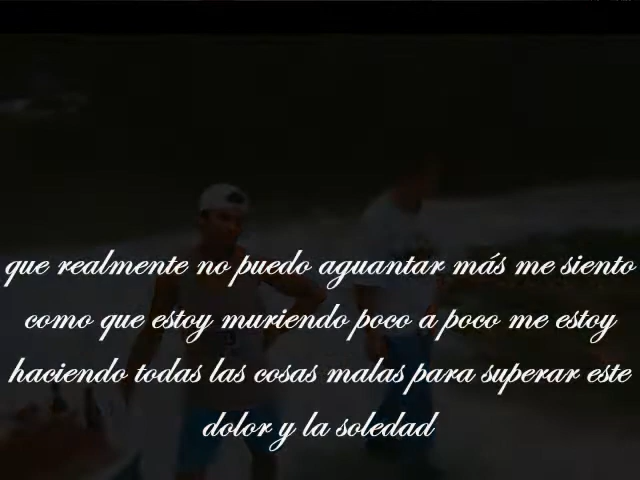 que realmente no puedo aguantar más me siento
como que estoy muriendo poco a poco me estoy
haciendo todas las cosas malas para superar este
dolor y la soledad